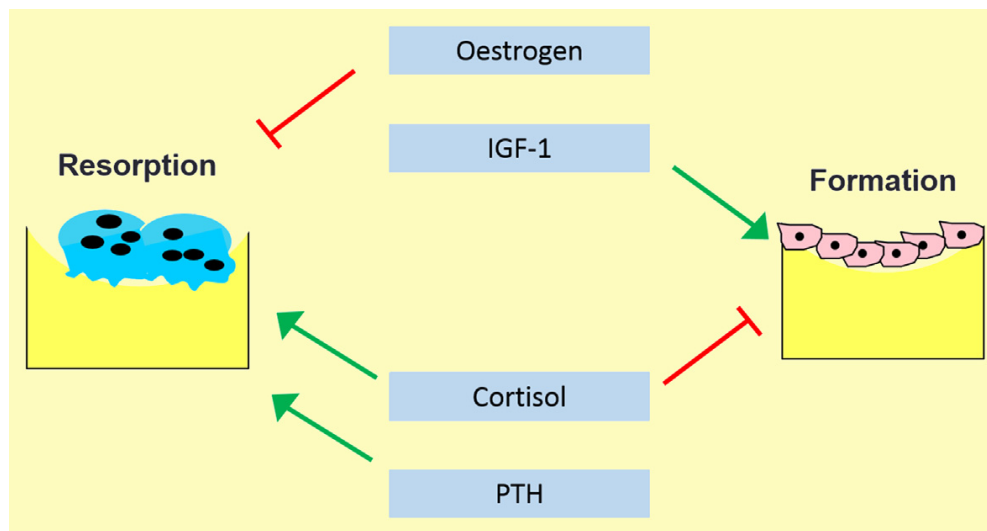 Oestrogen
IGF-1
Resorption
Formation
Cortisol
PTH